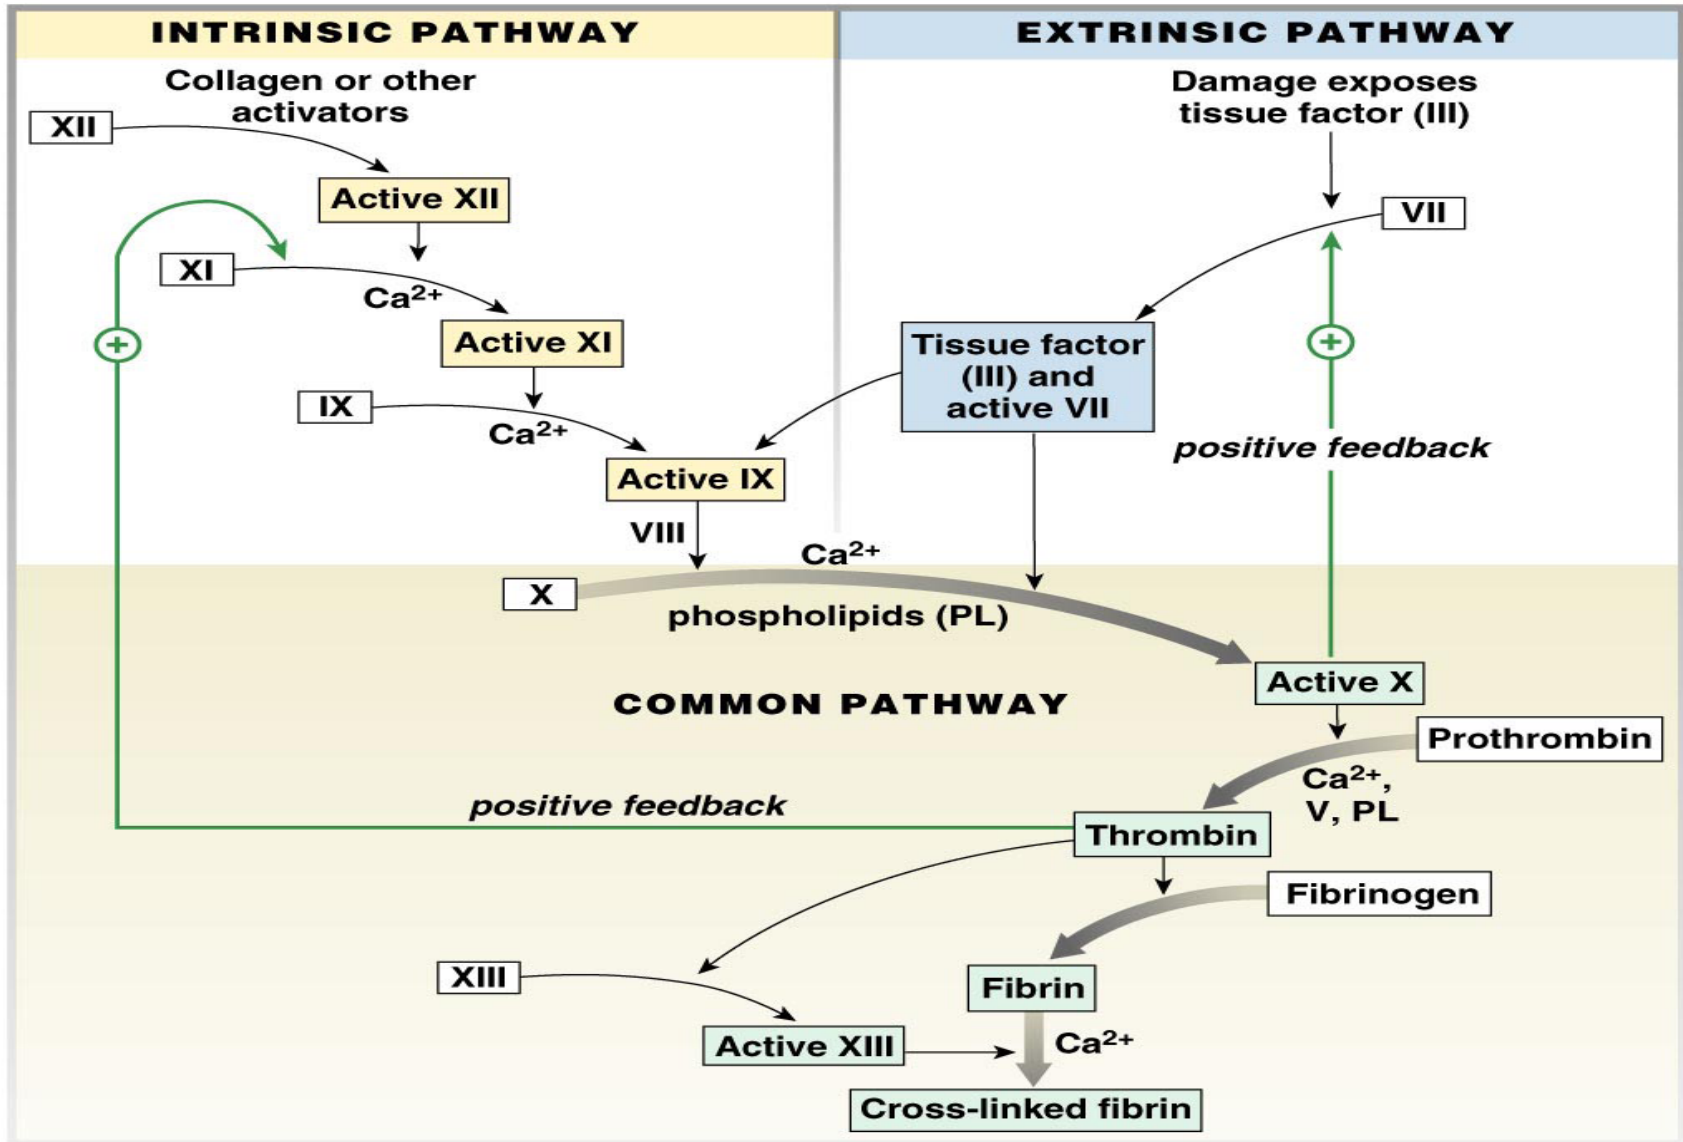 INTRINSIC PATHWAY
EXTRINSIC PATHWAY
Collagen or other
activators
XII
Active XII
XI
Ca²⁺
Active XI
+
IX
Ca²⁺
Active IX
VIII
Damage exposes
tissue factor (III)
VII
Tissue factor
(III) and
active VII
+
positive feedback
Ca²⁺
X
phospholipids (PL)
Active X
COMMON PATHWAY
Prothrombin
Ca²⁺,
V, PL
positive feedback
Thrombin
Fibrinogen
XIII
Fibrin
Active XIII
Ca²⁺
Cross-linked fibrin